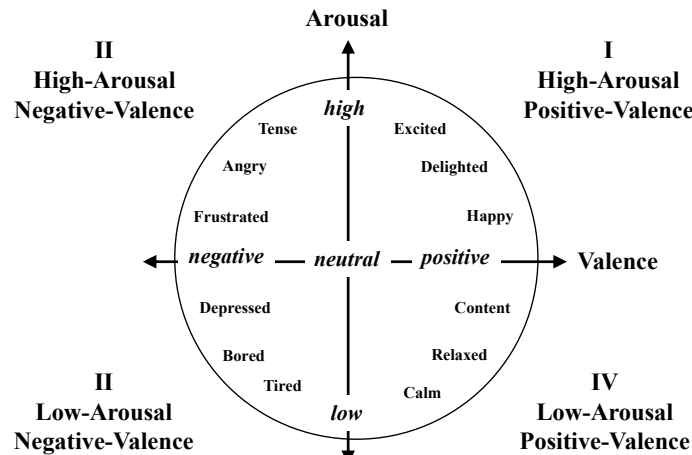 Arousal
II
High-Arousal
Negative-Valence
I
High-Arousal
Positive-Valence
high
Tense
Excited
Angry
Delighted
Frustrated
Happy
negative
neutral
positive
Valence
Depressed
Content
Bored
Relaxed
Tired
Calm
low
II
Low-Arousal
Negative-Valence
IV
Low-Arousal
Positive-Valence